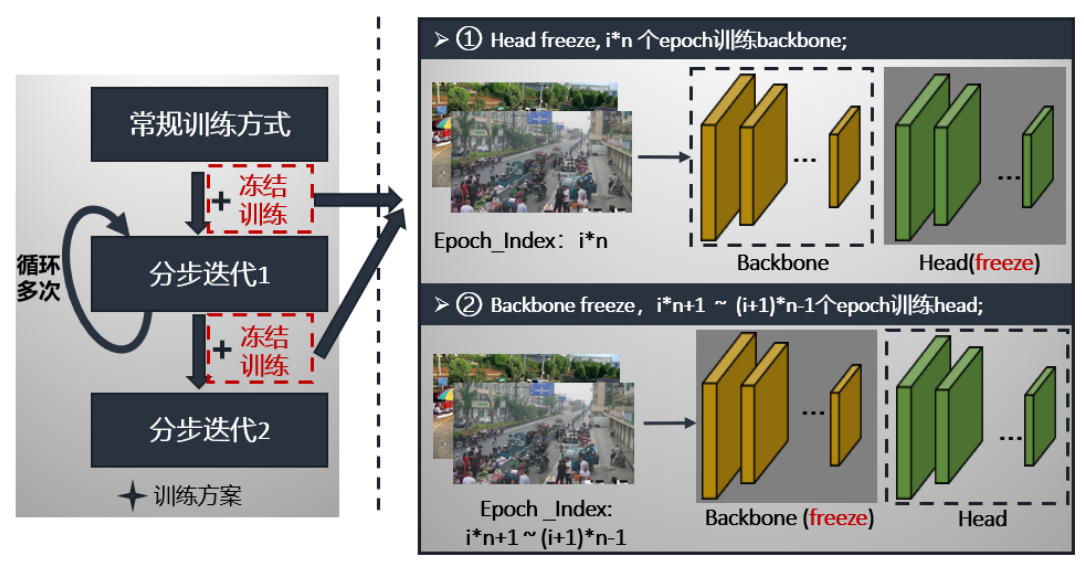 常规训练方式
+ 冻结
训练
循环
多次
分步迭代1
+ 冻结
训练
分步迭代2
训练方案
➢ ① Head freeze, i*n 个epoch训练backbone;
...
...
Epoch_Index：i*n
Backbone
Head(freeze)
➢ ② Backbone freeze，i*n+1 ~ (i+1)*n-1个epoch训练head;
...
...
Epoch _Index:
i*n+1 ~ (i+1)*n-1
Backbone (freeze)
Head